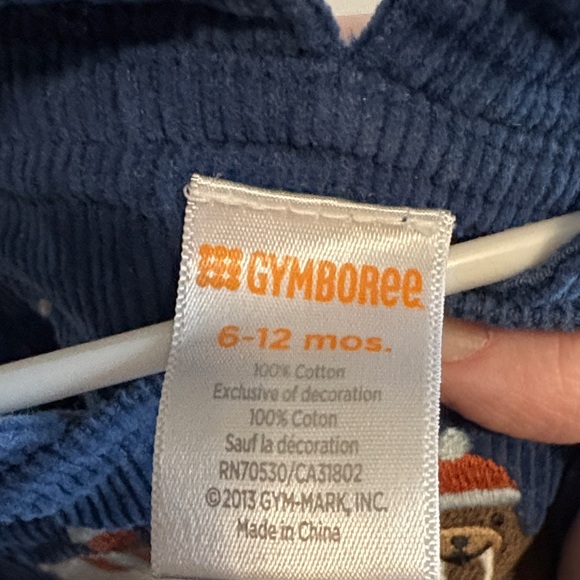 GYMBOREE
6-12 mos.
100% Cotton
Exclusive of decoration
100% Coton
Sauf la décoration
RN70530/CA31802
©2013 GYM-MARK, INC.
Made in China